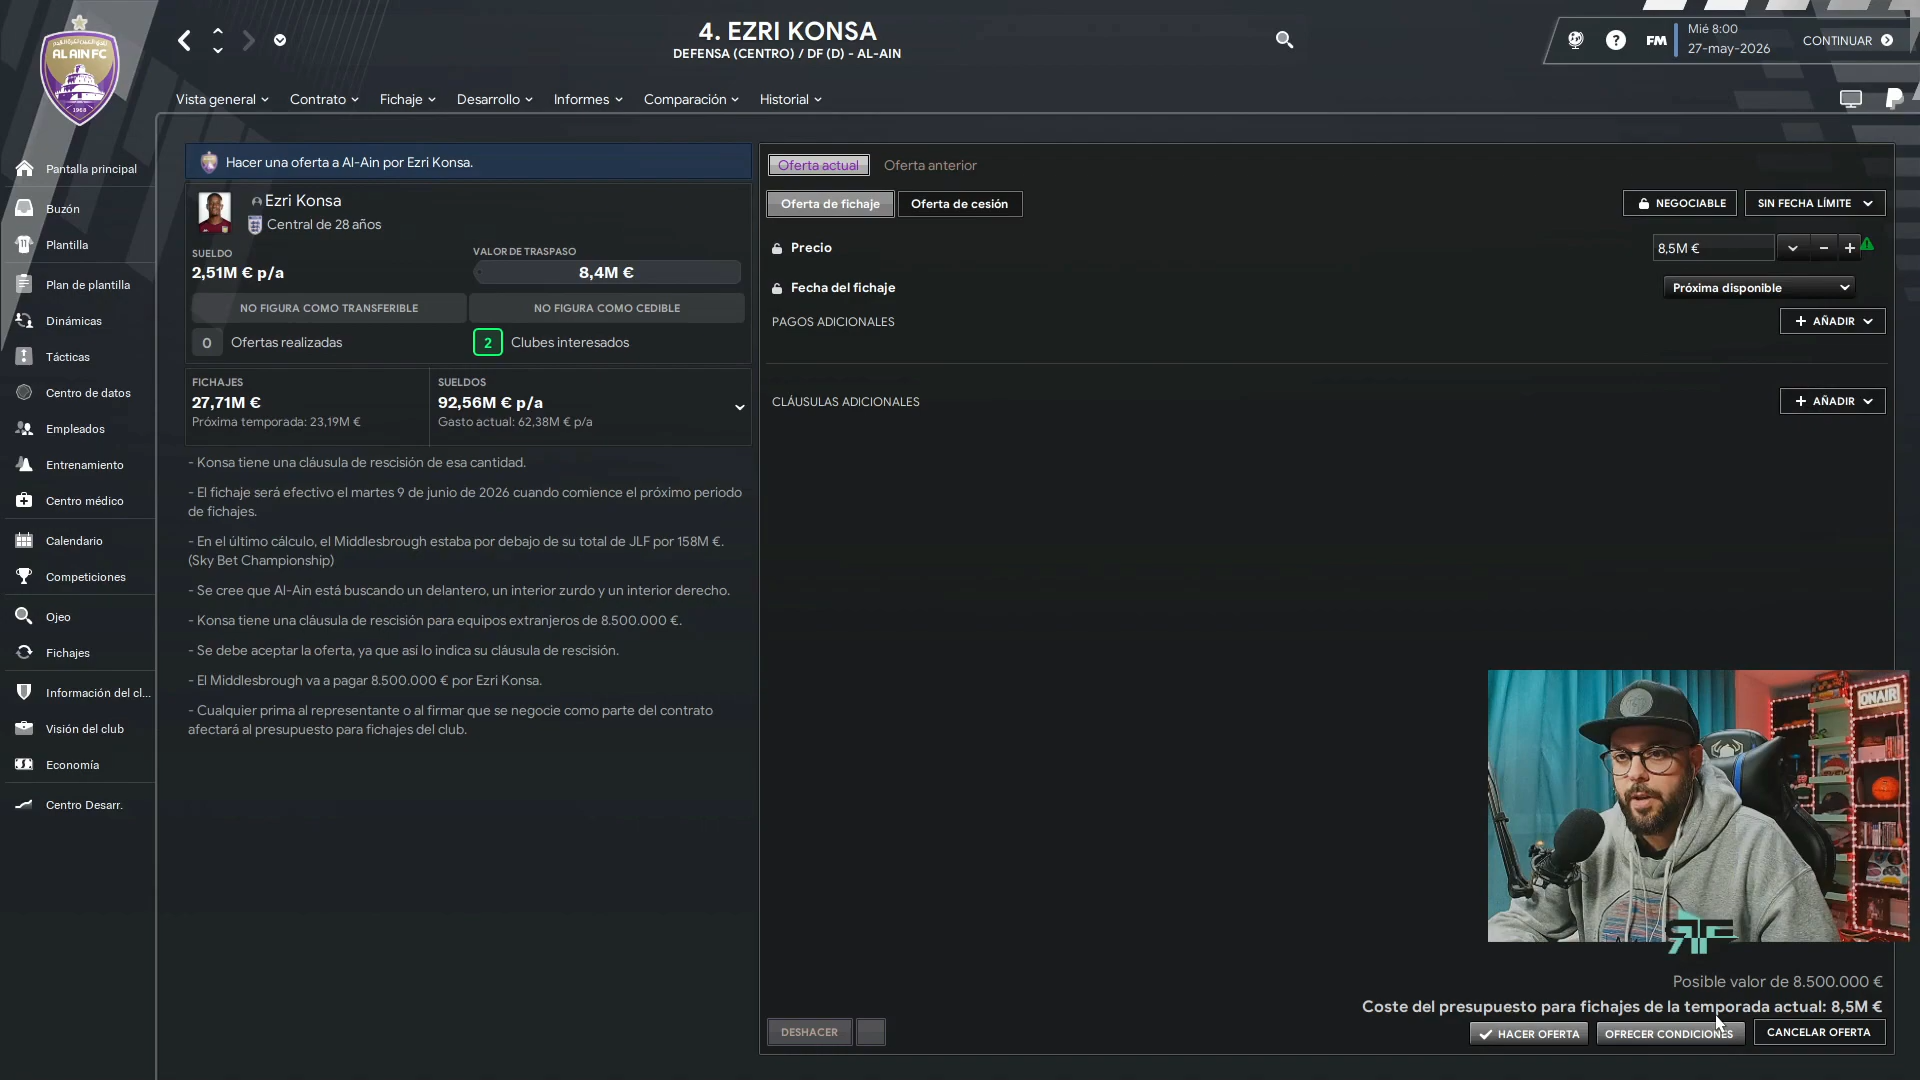 4. EZRI KONSA
DEFENSA (CENTRO) / DF (D) - AL-AIN
AL AIN FC
1968
FM
Mié 8:00
27-may-2026
CONTINUAR
Vista general
Contrato
Fichaje
Desarrollo
Informes
Comparación
Historial
Pantalla principal
Buzón
Plantilla
Plan de plantilla
Dinámicas
Tácticas
Centro de datos
Empleados
Entrenamiento
Centro médico
Calendario
Competiciones
Ojeo
Fichajes
Información del cl...
Visión del club
Economía
Centro Desarr.
Hacer una oferta a Al-Ain por Ezri Konsa.
Ezri Konsa
Central de 28 años
SUELDO
2,51M € p/a
VALOR DE TRASPASO
8,4M €
NO FIGURA COMO TRANSFERIBLE
NO FIGURA COMO CEDIBLE
0 Ofertas realizadas
2 Clubes interesados
FICHAJES
27,71M €
Próxima temporada: 23,19M €
SUELDOS
92,56M € p/a
Gasto actual: 62,38M € p/a
- Konsa tiene una cláusula de rescisión de esa cantidad.
- El fichaje será efectivo el martes 9 de junio de 2026 cuando comience el próximo periodo
de fichajes.
- En el último cálculo, el Middlesbrough estaba por debajo de su total de JLF por 158M €.
(Sky Bet Championship)
- Se cree que Al-Ain está buscando un delantero, un interior zurdo y un interior derecho.
- Konsa tiene una cláusula de rescisión para equipos extranjeros de 8.500.000 €.
- Se debe aceptar la oferta, ya que así lo indica su cláusula de rescisión.
- El Middlesbrough va a pagar 8.500.000 € por Ezri Konsa.
- Cualquier prima al representante o al firmar que se negocie como parte del contrato
afectará al presupuesto para fichajes del club.
Oferta actual
Oferta anterior
Oferta de fichaje
Oferta de cesión
NEGOCIABLE
SIN FECHA LÍMITE
Precio
8,5M €
Fecha del fichaje
Próxima disponible
PAGOS ADICIONALES
+ AÑADIR
CLÁUSULAS ADICIONALES
+ AÑADIR
ON AIR
Posible valor de 8.500.000 €
Coste del presupuesto para fichajes de la temporada actual: 8,5M €
DESHACER
HACER OFERTA
OFRECER CONDICIONES
CANCELAR OFERTA